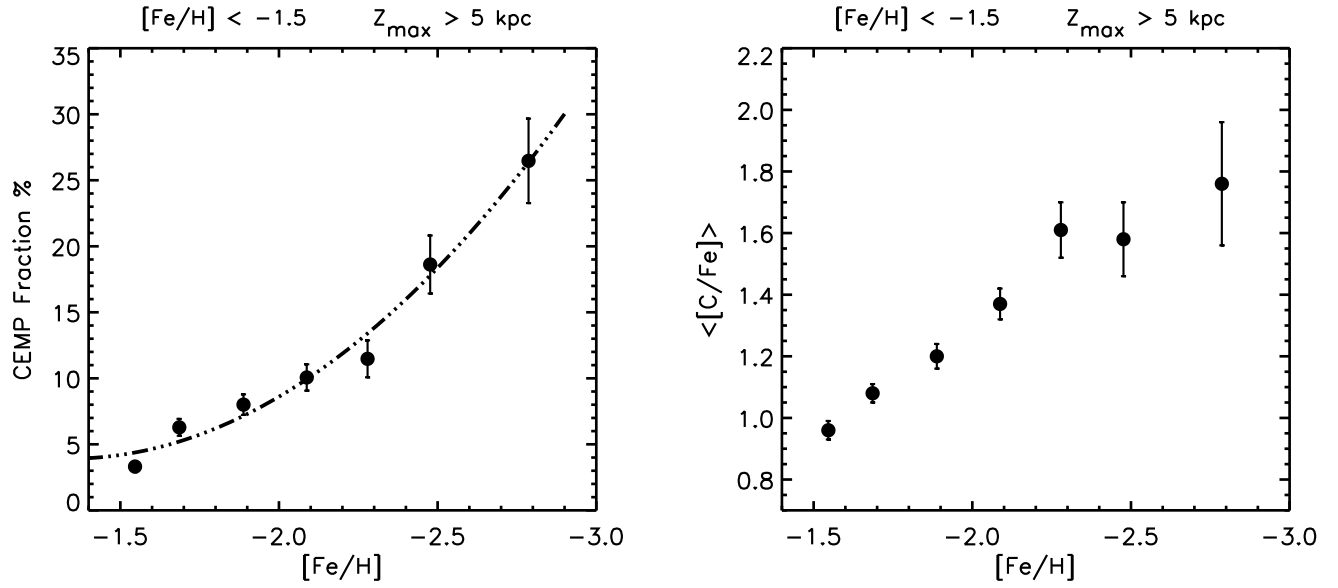 [Fe/H] < −1.5 Z_max > 5 kpc
35
30
25
20
15
10
5
0
CEMP Fraction %
−1.5 −2.0 −2.5 −3.0
[Fe/H]
[Fe/H] < −1.5 Z_max > 5 kpc
2.2
2.0
1.8
1.6
1.4
1.2
1.0
0.8
<[C/Fe]>
−1.5 −2.0 −2.5 −3.0
[Fe/H]